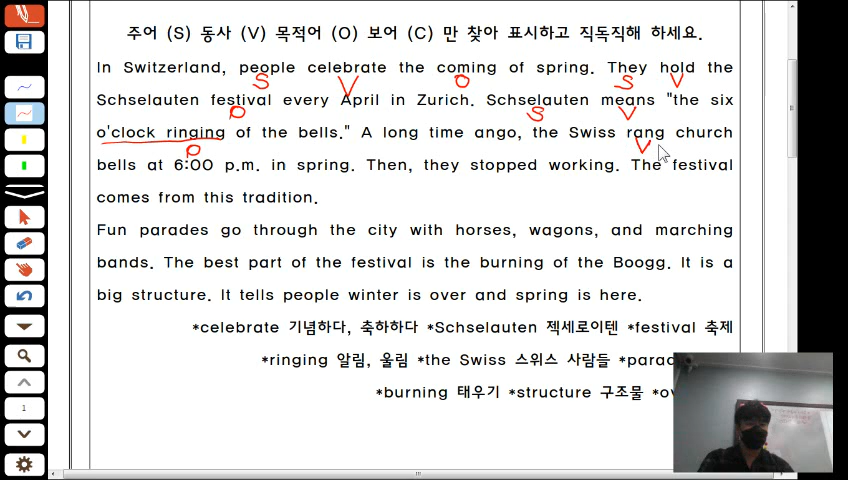 주어 (S) 동사 (V) 목적어 (O) 보어 (C) 만 찾아 표시하고 직독직해 하세요.
In Switzerland, people celebrate the coming of spring. They hold the
S V O S V
Schselauten festival every April in Zurich. Schselauten means "the six
O S V
o'clock ringing of the bells." A long time ango, the Swiss rang church
O V
bells at 6:00 p.m. in spring. Then, they stopped working. The festival
comes from this tradition.
Fun parades go through the city with horses, wagons, and marching
bands. The best part of the festival is the burning of the Boogg. It is a
big structure. It tells people winter is over and spring is here.
*celebrate 기념하다, 축하하다 *Schselauten 젝세로이텐 *festival 축제
*ringing 알림, 울림 *the Swiss 스위스 사람들
*burning 태우기 *structure 구조물
1